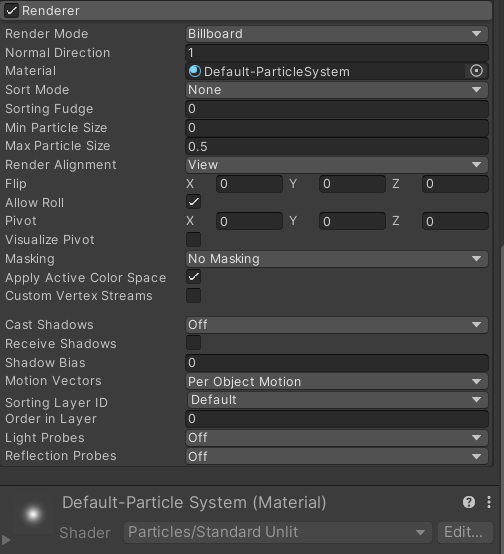 Renderer
Render Mode Billboard
Normal Direction 1
Material Default-ParticleSystem
Sort Mode None
Sorting Fudge 0
Min Particle Size 0
Max Particle Size 0.5
Render Alignment View
Flip X 0 Y 0 Z 0
Allow Roll
Pivot X 0 Y 0 Z 0
Visualize Pivot
Masking No Masking
Apply Active Color Space
Custom Vertex Streams
Cast Shadows Off
Receive Shadows
Shadow Bias 0
Motion Vectors Per Object Motion
Sorting Layer ID Default
Order in Layer 0
Light Probes Off
Reflection Probes Off
Default-Particle System (Material)
Shader Particles/Standard Unlit Edit...